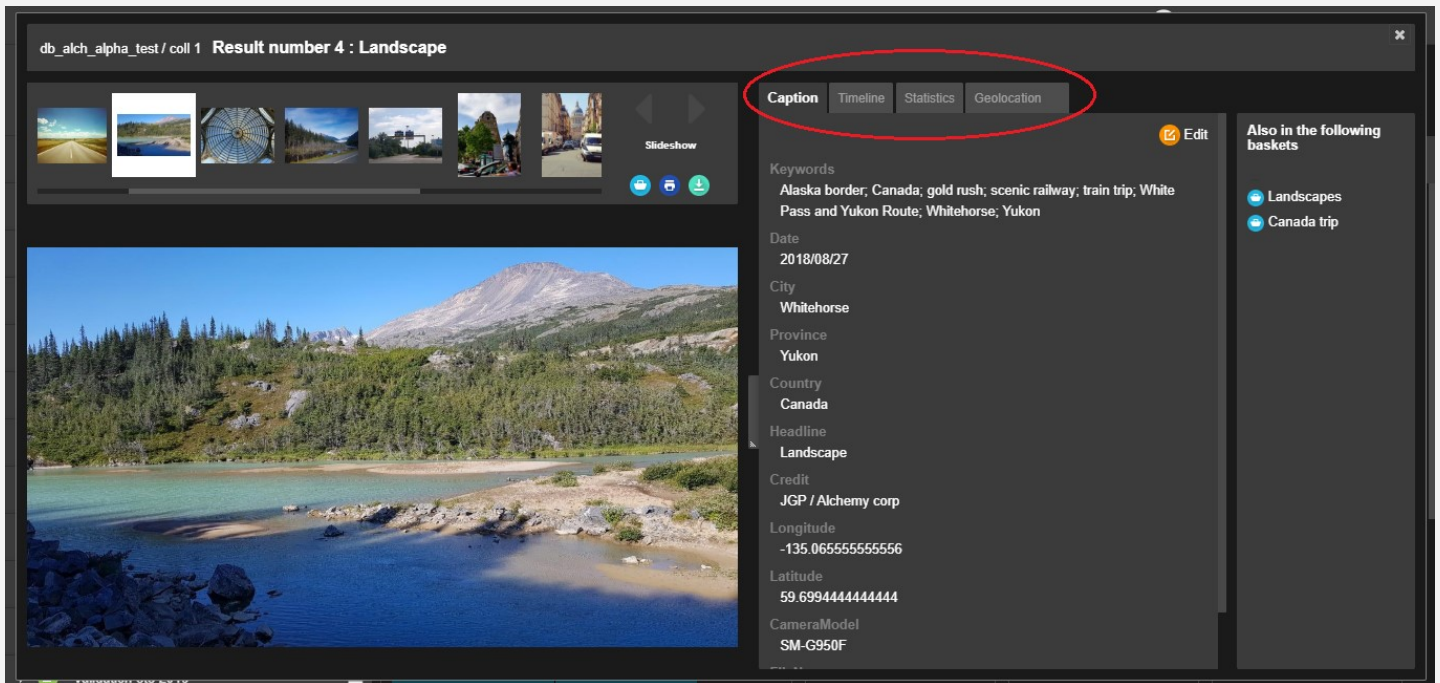 db_alch_alpha_test / coll 1 Result number 4 : Landscape
Slideshow
Caption Timeline Statistics Geolocation
Edit
Keywords
Alaska border; Canada; gold rush; scenic railway; train trip; White
Pass and Yukon Route; Whitehorse; Yukon
Date
2018/08/27
City
Whitehorse
Province
Yukon
Country
Canada
Headline
Landscape
Credit
JGP / Alchemy corp
Longitude
-135.065555555556
Latitude
59.6994444444444
CameraModel
SM-G950F
Also in the following
baskets
Landscapes
Canada trip